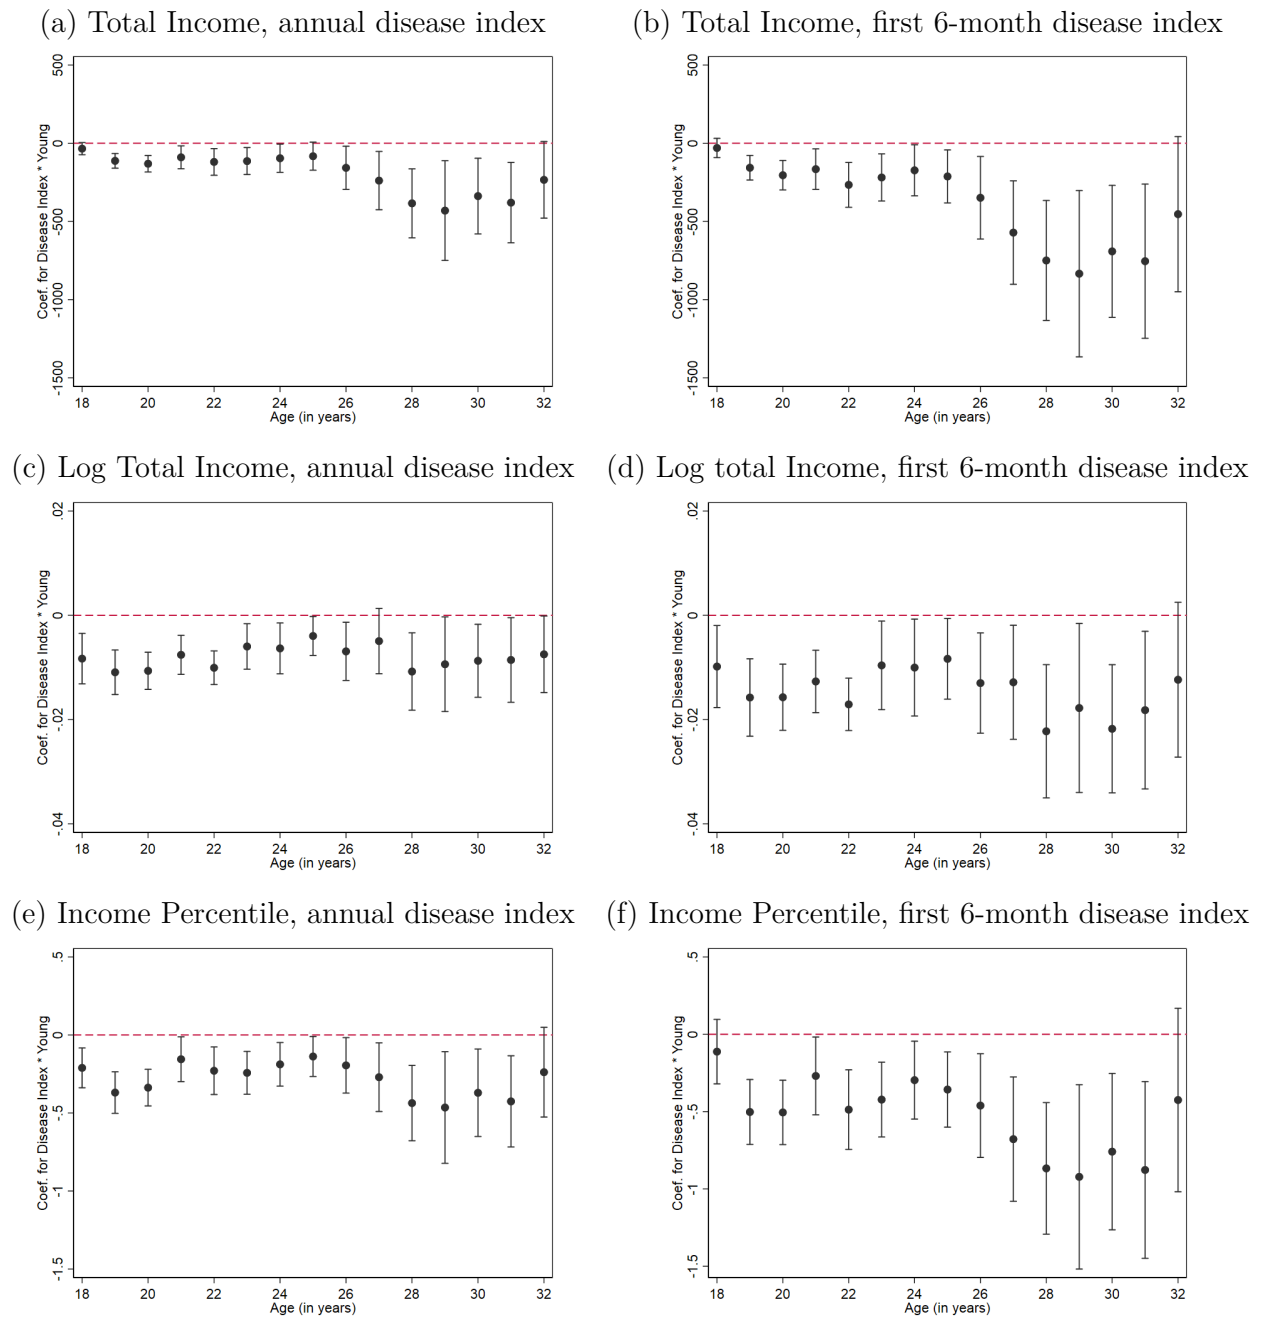 (a) Total Income, annual disease index
(b) Total Income, first 6-month disease index
Coef. for Disease Index * Young
500
0
-500
-1000
-1500
18 20 22 24 26 28 30 32
Age (in years)
Coef. for Disease Index * Young
500
0
-500
-1000
-1500
18 20 22 24 26 28 30 32
Age (in years)
(c) Log Total Income, annual disease index
(d) Log total Income, first 6-month disease index
Coef. for Disease Index * Young
.02
0
-.02
-.04
18 20 22 24 26 28 30 32
Age (in years)
Coef. for Disease Index * Young
.02
0
-.02
-.04
18 20 22 24 26 28 30 32
Age (in years)
(e) Income Percentile, annual disease index
(f) Income Percentile, first 6-month disease index
Coef. for Disease Index * Young
.5
0
-.5
-1
-1.5
18 20 22 24 26 28 30 32
Age (in years)
Coef. for Disease Index * Young
.5
0
-.5
-1
-1.5
18 20 22 24 26 28 30 32
Age (in years)